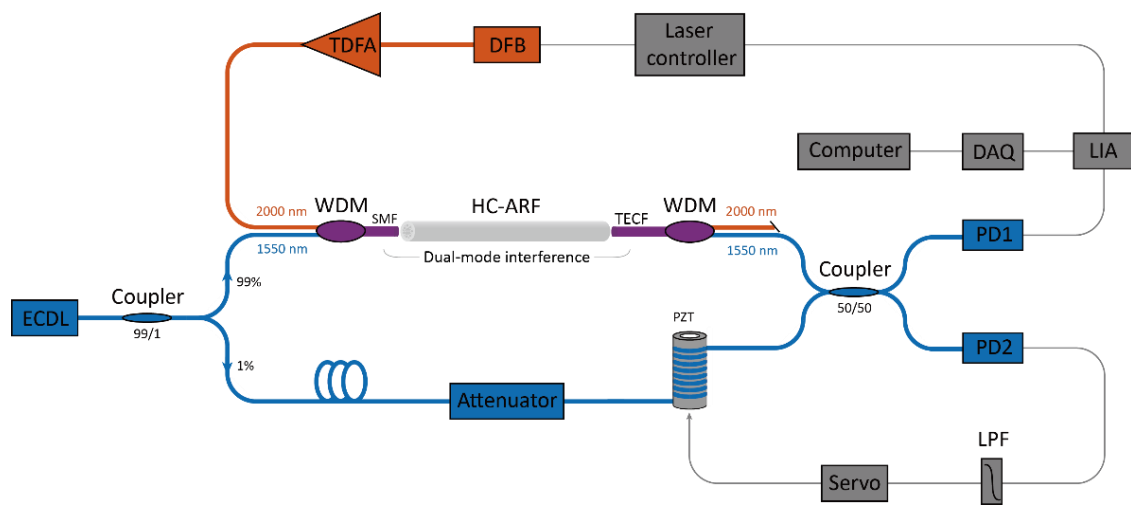 TDFA
DFB
Laser
controller
Computer
DAQ
LIA
2000 nm
WDM
SMF
HC-ARF
TECF
WDM
2000 nm
1550 nm
Dual-mode interference
1550 nm
PD1
99%
Coupler
Coupler
50/50
ECDL
99/1
PZT
PD2
1%
Attenuator
LPF
Servo